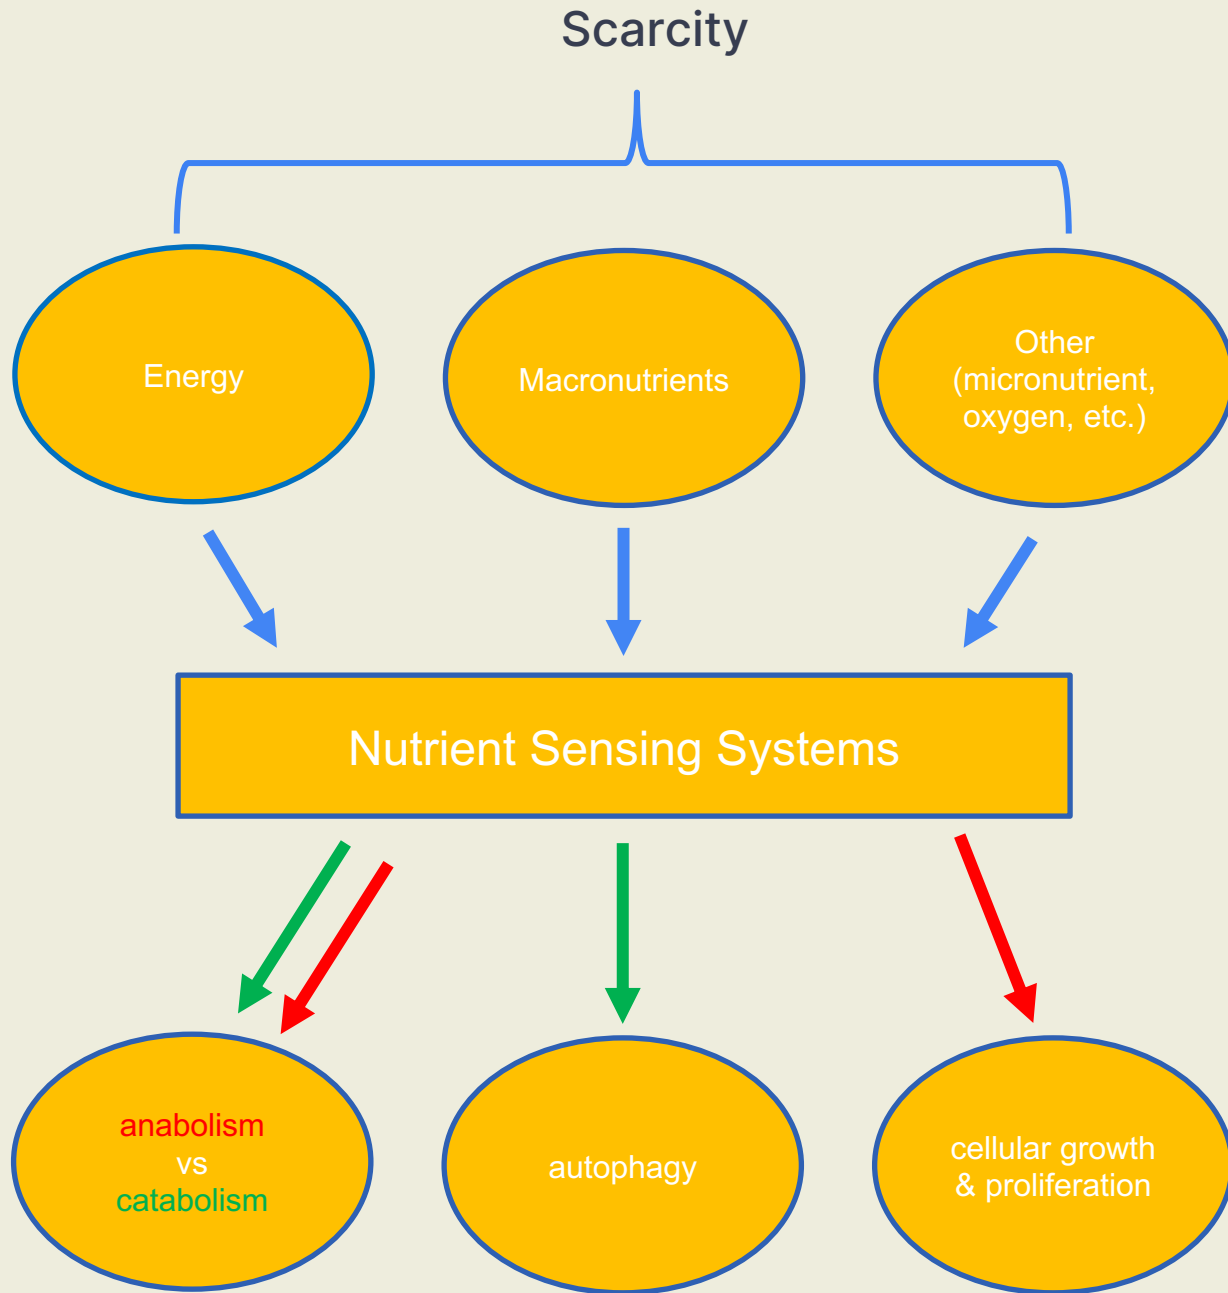 Scarcity
Energy
Macronutrients
Other
(micronutrient,
oxygen, etc.)
Nutrient Sensing Systems
anabolism
vs
catabolism
autophagy
cellular growth
& proliferation